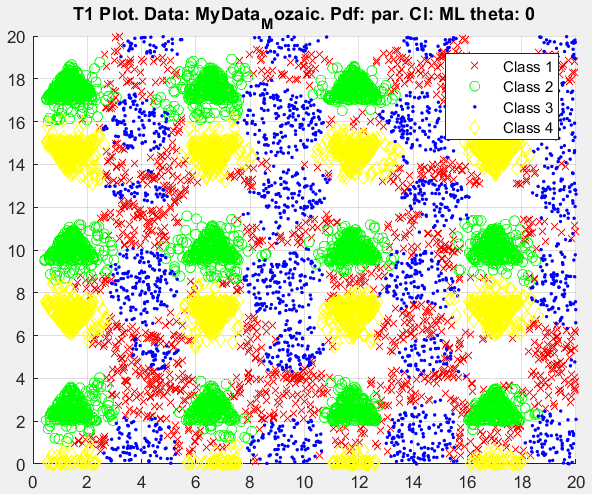 T1 Plot. Data: MyData_Mozaic. Pdf: par. Cl: ML theta: 0
20
18
16
14
12
10
8
6
4
2
0
Class 1
Class 2
Class 3
Class 4
0 2 4 6 8 10 12 14 16 18 20